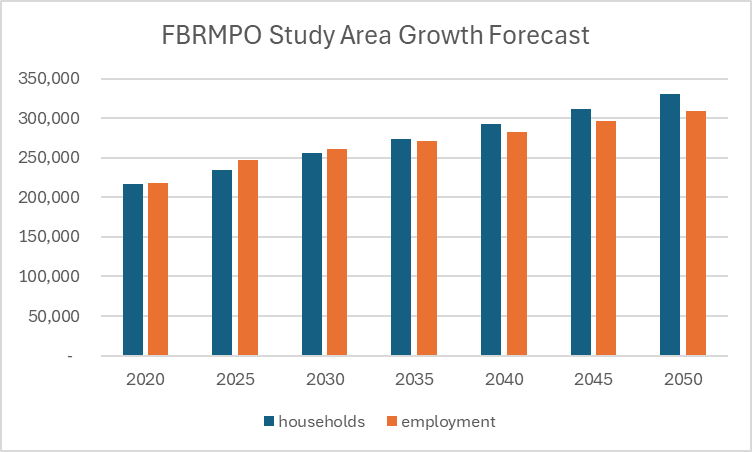 FBRMPO Study Area Growth Forecast
350,000
300,000
250,000
200,000
150,000
100,000
50,000
-
2020 2025 2030 2035 2040 2045 2050
households employment